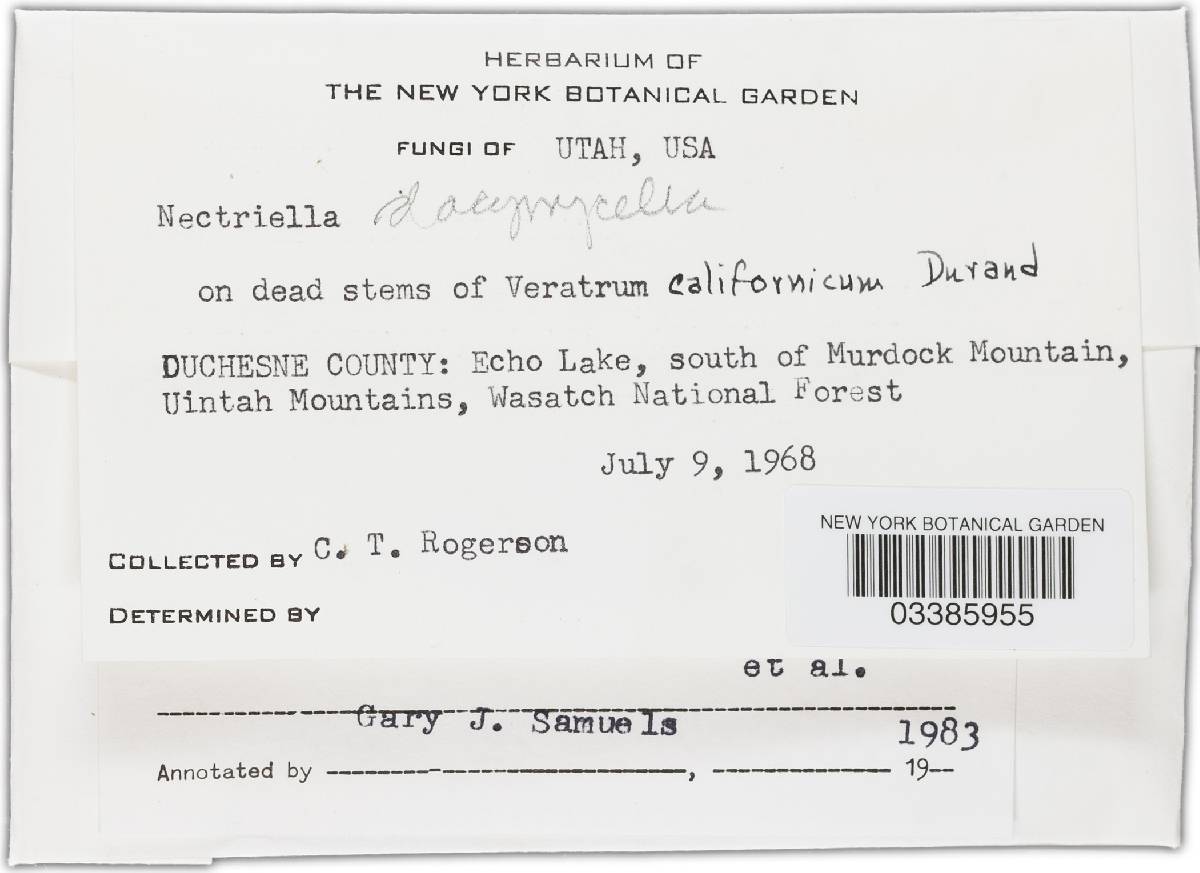 HERBARIUM OF
THE NEW YORK BOTANICAL GARDEN
FUNGI OF UTAH, USA
Nectriella dacrymycella
on dead stems of Veratrum californicum Durand
DUCHESNE COUNTY: Echo Lake, south of Murdock Mountain,
Uintah Mountains, Wasatch National Forest
July 9, 1968
COLLECTED BY C. T. Rogerson
DETERMINED BY
NEW YORK BOTANICAL GARDEN
03385955
et al.
Gary J. Samuels 1983
Annotated by --------------------, ---------- 19--